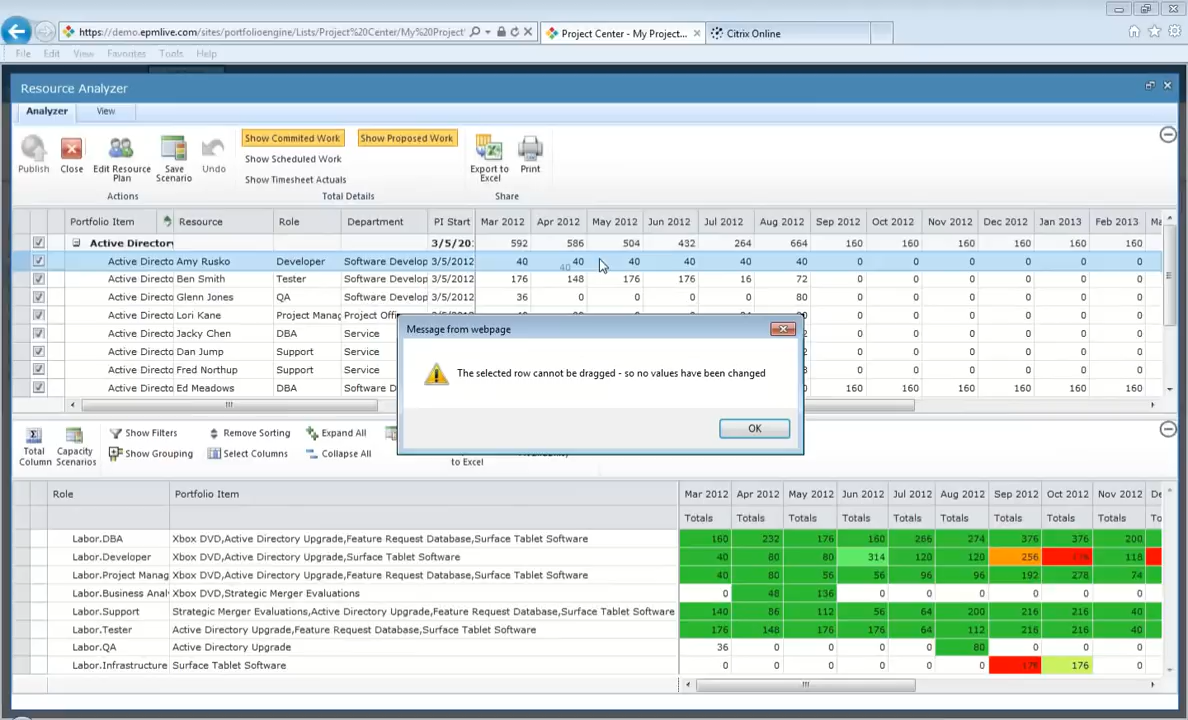 https://demo.epmlive.com/sites/portfolioengine/Lists/Project%20Center/My%20Project
Project Center - My Project...
Citrix Online
File Edit View Favorites Tools Help
Resource Analyzer
Analyzer View
Show Commited Work Show Proposed Work
Show Scheduled Work
Show Timesheet Actuals
Publish Close Edit Resource Plan Save Scenario Undo
Export to Excel Print
Actions Total Details Share
Portfolio Item Resource Role Department PI Start Mar 2012 Apr 2012 May 2012 Jun 2012 Jul 2012 Aug 2012 Sep 2012 Oct 2012 Nov 2012 Dec 2012 Jan 2013 Feb 2013 Ma
Active Directory 3/5/20 592 586 504 432 264 664 160 160 160 160 160 160
Active Directo Amy Rusko Developer Software Develop 3/5/2012 40 40 40 40 40 40 0 0 0 0 0 0
40
Active Directo Ben Smith Tester Software Develop 3/5/2012 176 148 176 176 16 72 0 0 0 0 0 0
Active Directo Glenn Jones QA Software Develop 3/5/2012 36 0 0 0 0 80 0 0 0 0 0 0
Active Directo Lori Kane Project Manag Project Offi 0 0 0 0 0 0
Active Directo Jacky Chen DBA Service 0 0 0 0 0 0
Active Directo Dan Jump Support Service 0 0 0 0 0 0
Active Directo Fred Northup Support Service 0 0 0 0 0 0
Active Directo Ed Meadows DBA Software D 160 160 160 160 160 160
Message from webpage
The selected row cannot be dragged - so no values have been changed
OK
Total Column Capacity Scenarios
Show Filters Remove Sorting Expand All
Show Grouping Select Columns Collapse All
to Excel
Role Portfolio Item Mar 2012 Apr 2012 May 2012 Jun 2012 Jul 2012 Aug 2012 Sep 2012 Oct 2012 Nov 2012 De
Totals Totals Totals Totals Totals Totals Totals Totals Totals To
Labor.DBA Xbox DVD,Active Directory Upgrade,Feature Request Database,Surface Tablet Software 160 232 176 160 266 274 376 376 200
Labor.Developer Xbox DVD,Active Directory Upgrade,Surface Tablet Software 40 80 80 314 120 120 256 118
Labor.Project Manag Xbox DVD,Active Directory Upgrade,Feature Request Database,Surface Tablet Software 40 80 56 56 96 96 192 278 74
Labor.Business Anal Xbox DVD,Strategic Merger Evaluations 0 48 136 0 0 0 0 0 0
Labor.Support Strategic Merger Evaluations,Active Directory Upgrade,Feature Request Database,Surface Tablet Software 140 86 112 56 64 200 216 216 40
Labor.Tester Active Directory Upgrade,Feature Request Database,Surface Tablet Software 176 148 176 176 64 112 216 216 40
Labor.QA Active Directory Upgrade 36 0 0 0 0 80 0 0 0
Labor.Infrastructure Surface Tablet Software 0 0 0 0 0 0 176 0